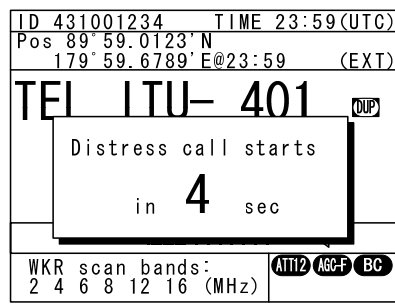 ID 431001234 TIME 23:59(UTC)
Pos 89°59.0123'N
179°59.6789'E@23:59 (EXT)
TEL ITU– 401 DUP
Distress call starts
in 4 sec
WKR scan bands:
2 4 6 8 12 16 (MHz)
ATT12 AGC-F BC